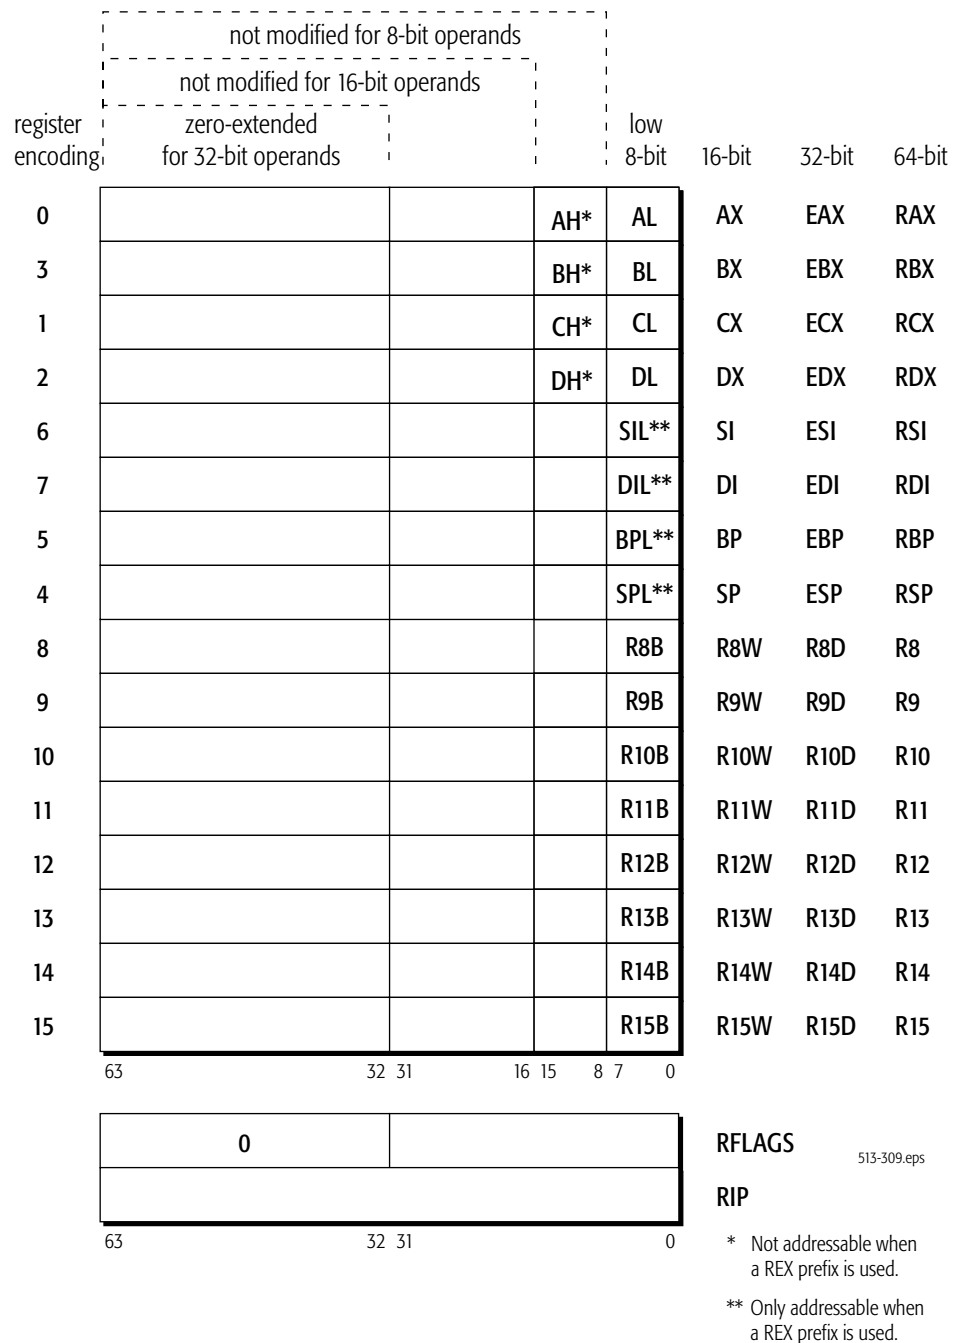 not modified for 8-bit operands
not modified for 16-bit operands
register encoding
zero-extended for 32-bit operands
low 8-bit
16-bit 32-bit 64-bit
0 AH* AL AX EAX RAX
3 BH* BL BX EBX RBX
1 CH* CL CX ECX RCX
2 DH* DL DX EDX RDX
6 SIL** SI ESI RSI
7 DIL** DI EDI RDI
5 BPL** BP EBP RBP
4 SPL** SP ESP RSP
8 R8B R8W R8D R8
9 R9B R9W R9D R9
10 R10B R10W R10D R10
11 R11B R11W R11D R11
12 R12B R12W R12D R12
13 R13B R13W R13D R13
14 R14B R14W R14D R14
15 R15B R15W R15D R15
63 32 31 16 15 8 7 0
0 RFLAGS
513-309.eps
RIP
63 32 31 0
* Not addressable when
a REX prefix is used.
** Only addressable when
a REX prefix is used.